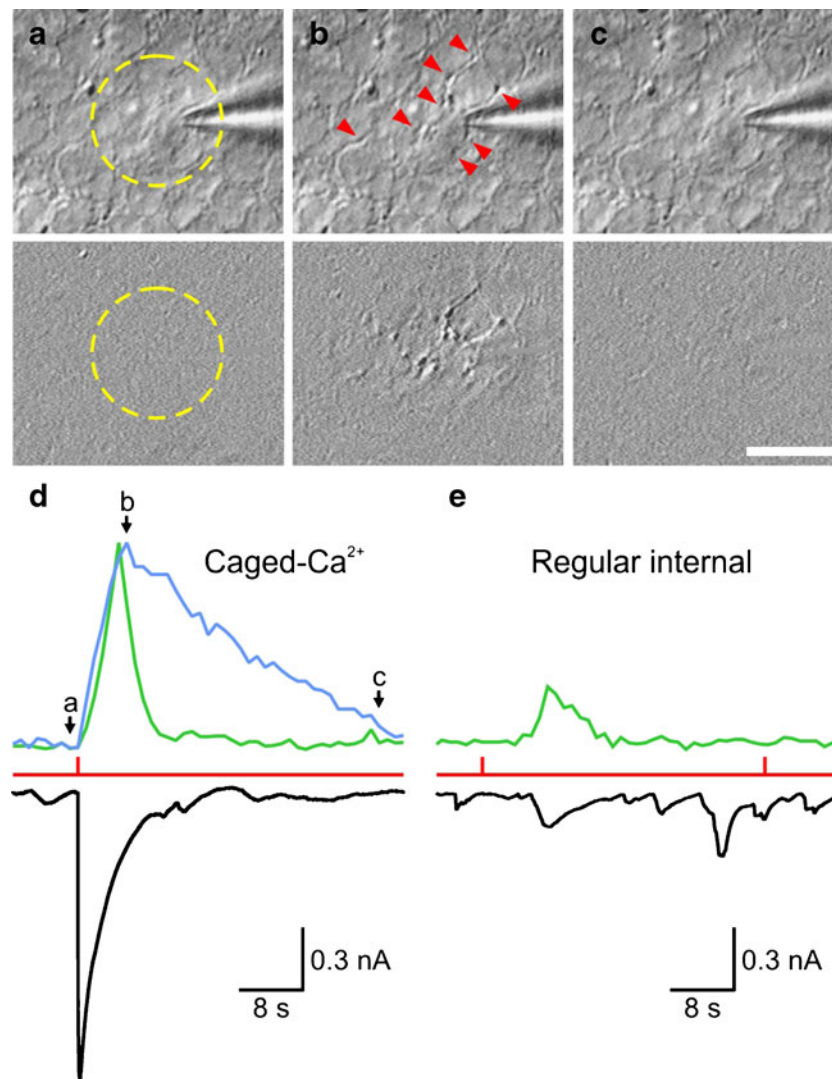 a b c
d b e
Caged-Ca²⁺ Regular internal
a c
0.3 nA 0.3 nA
8 s 8 s